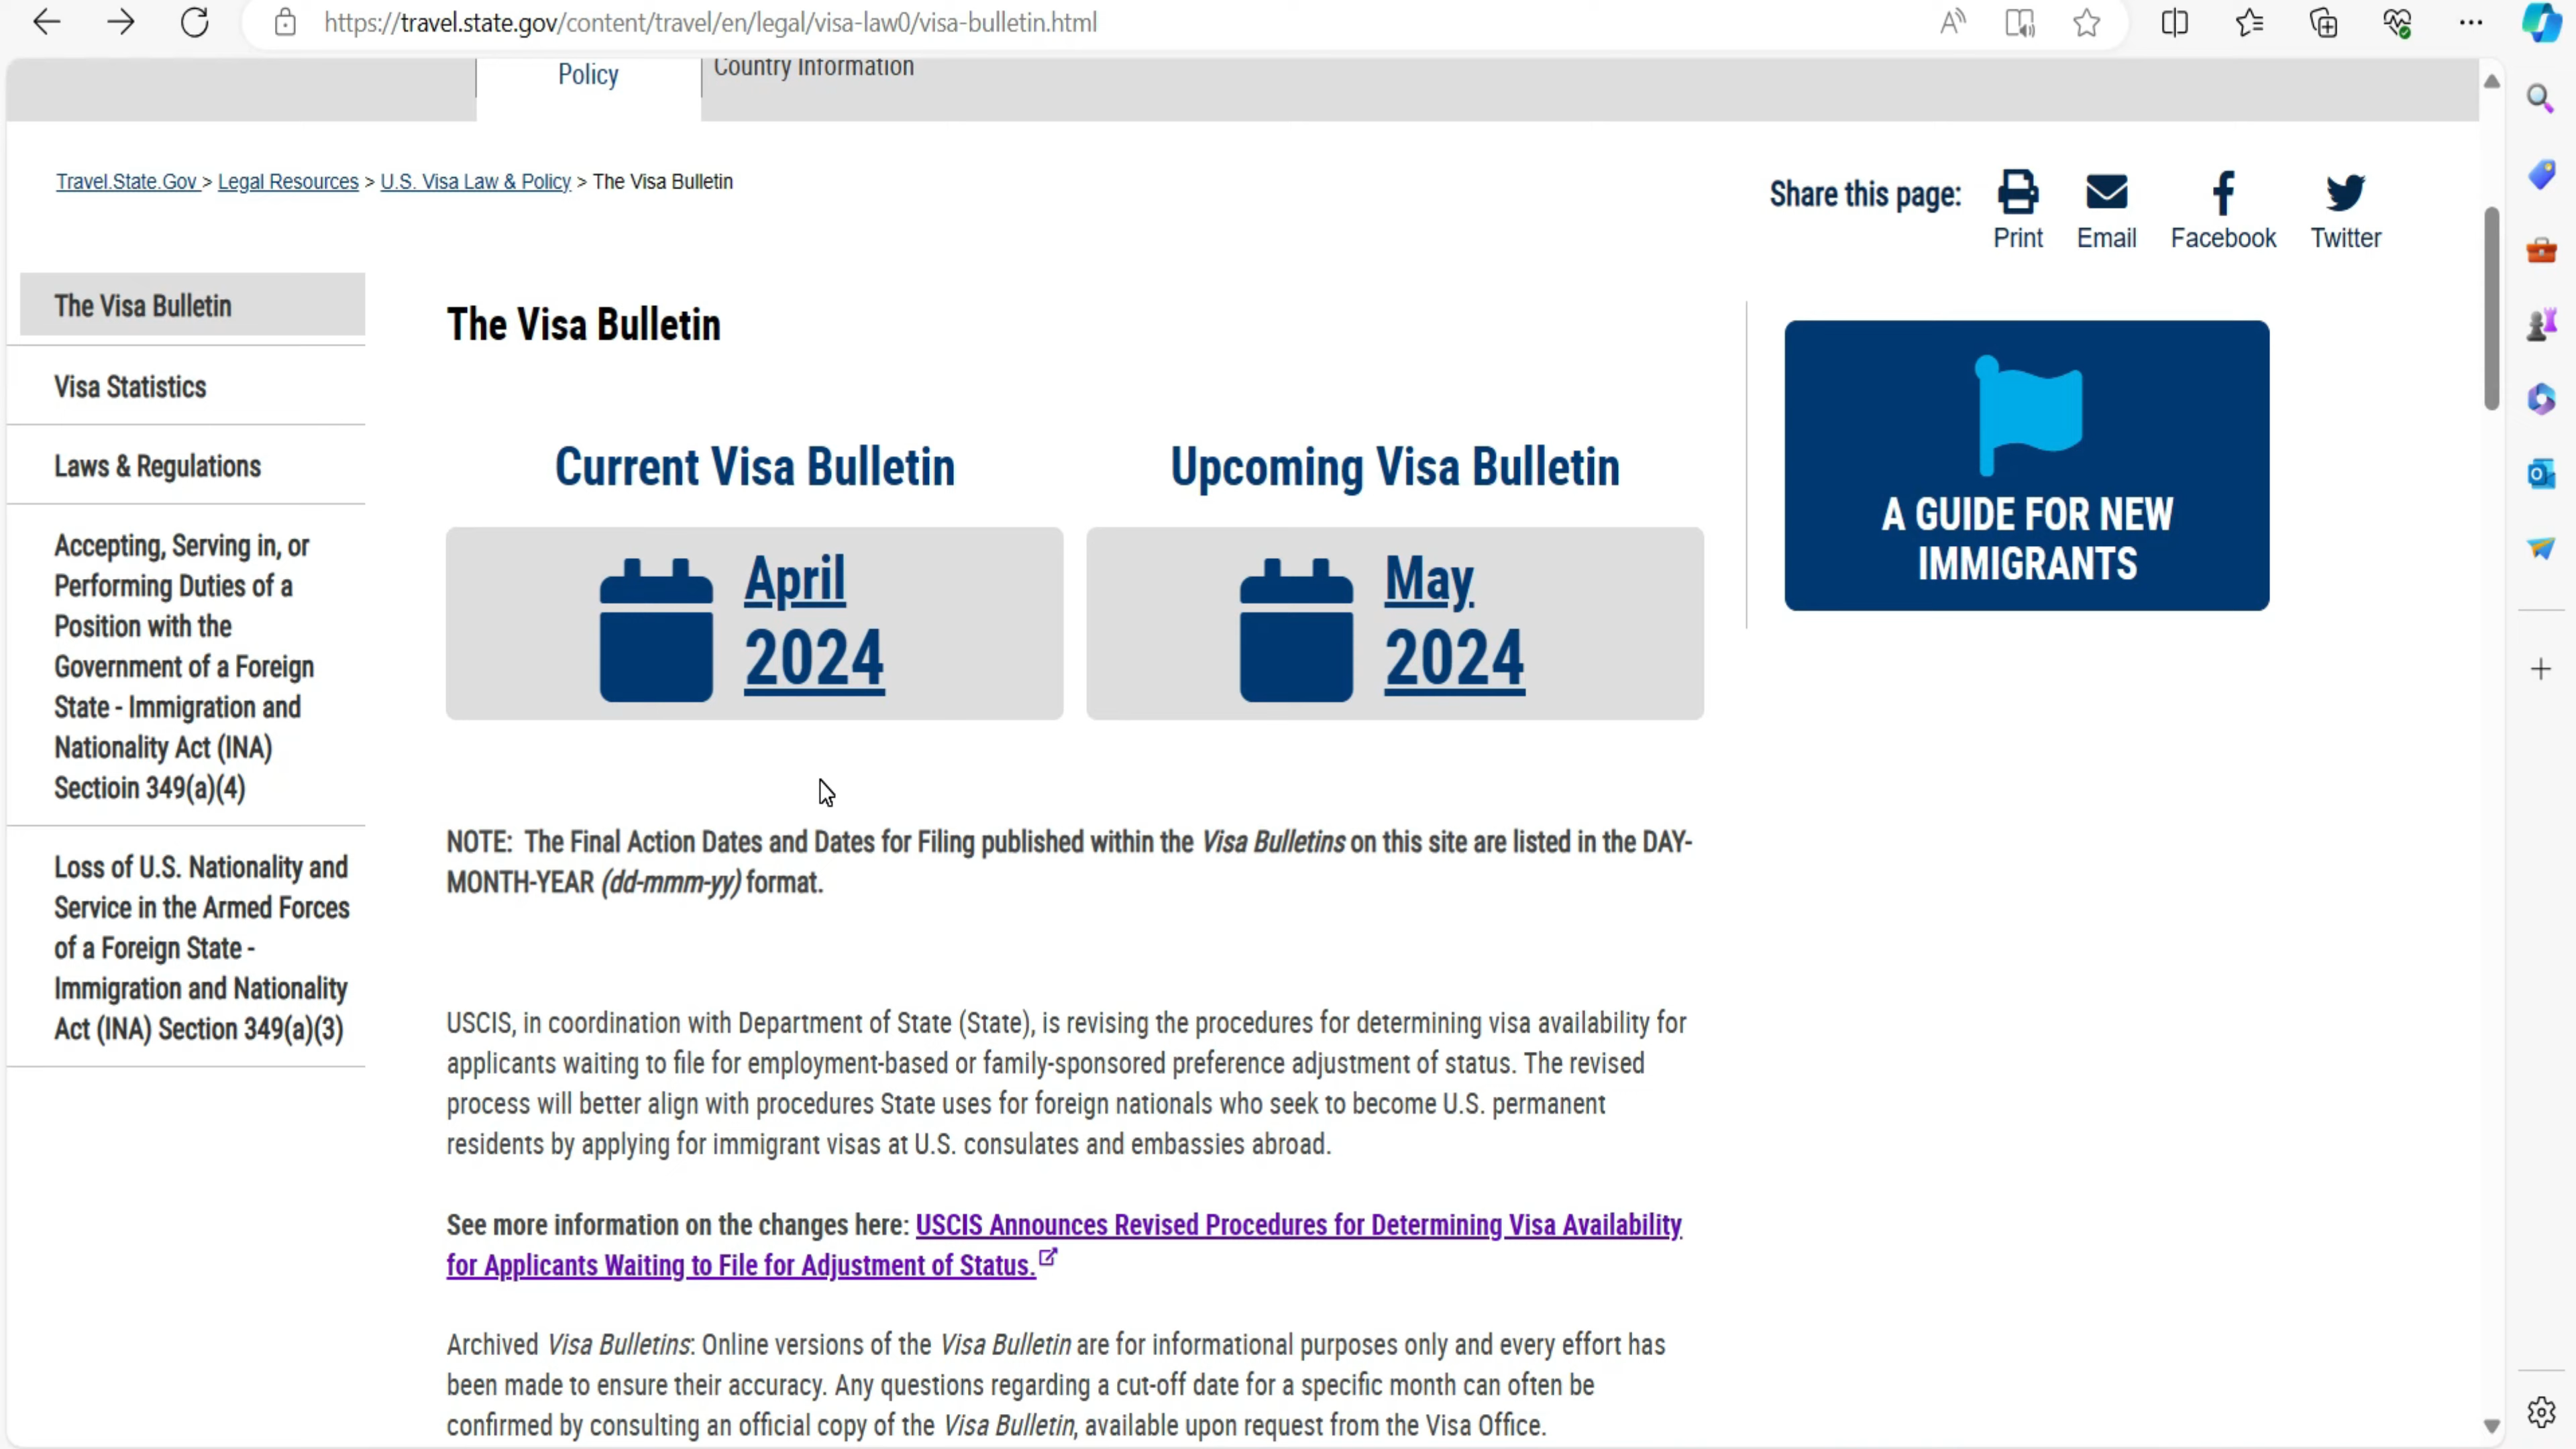 https://travel.state.gov/content/travel/en/legal/visa-law0/visa-bulletin.html
Policy
Country Information
Travel.State.Gov > Legal Resources > U.S. Visa Law & Policy > The Visa Bulletin
Share this page:
Print
Email
Facebook
Twitter
The Visa Bulletin
Visa Statistics
Laws & Regulations
Accepting, Serving in, or
Performing Duties of a
Position with the
Government of a Foreign
State - Immigration and
Nationality Act (INA)
Sectioin 349(a)(4)
Loss of U.S. Nationality and
Service in the Armed Forces
of a Foreign State -
Immigration and Nationality
Act (INA) Section 349(a)(3)
The Visa Bulletin
Current Visa Bulletin
April
2024
Upcoming Visa Bulletin
May
2024
NOTE: The Final Action Dates and Dates for Filing published within the Visa Bulletins on this site are listed in the DAY-
MONTH-YEAR (dd-mmm-yy) format.
USCIS, in coordination with Department of State (State), is revising the procedures for determining visa availability for
applicants waiting to file for employment-based or family-sponsored preference adjustment of status. The revised
process will better align with procedures State uses for foreign nationals who seek to become U.S. permanent
residents by applying for immigrant visas at U.S. consulates and embassies abroad.
See more information on the changes here: USCIS Announces Revised Procedures for Determining Visa Availability
for Applicants Waiting to File for Adjustment of Status.
Archived Visa Bulletins: Online versions of the Visa Bulletin are for informational purposes only and every effort has
been made to ensure their accuracy. Any questions regarding a cut-off date for a specific month can often be
confirmed by consulting an official copy of the Visa Bulletin, available upon request from the Visa Office.
A GUIDE FOR NEW
IMMIGRANTS